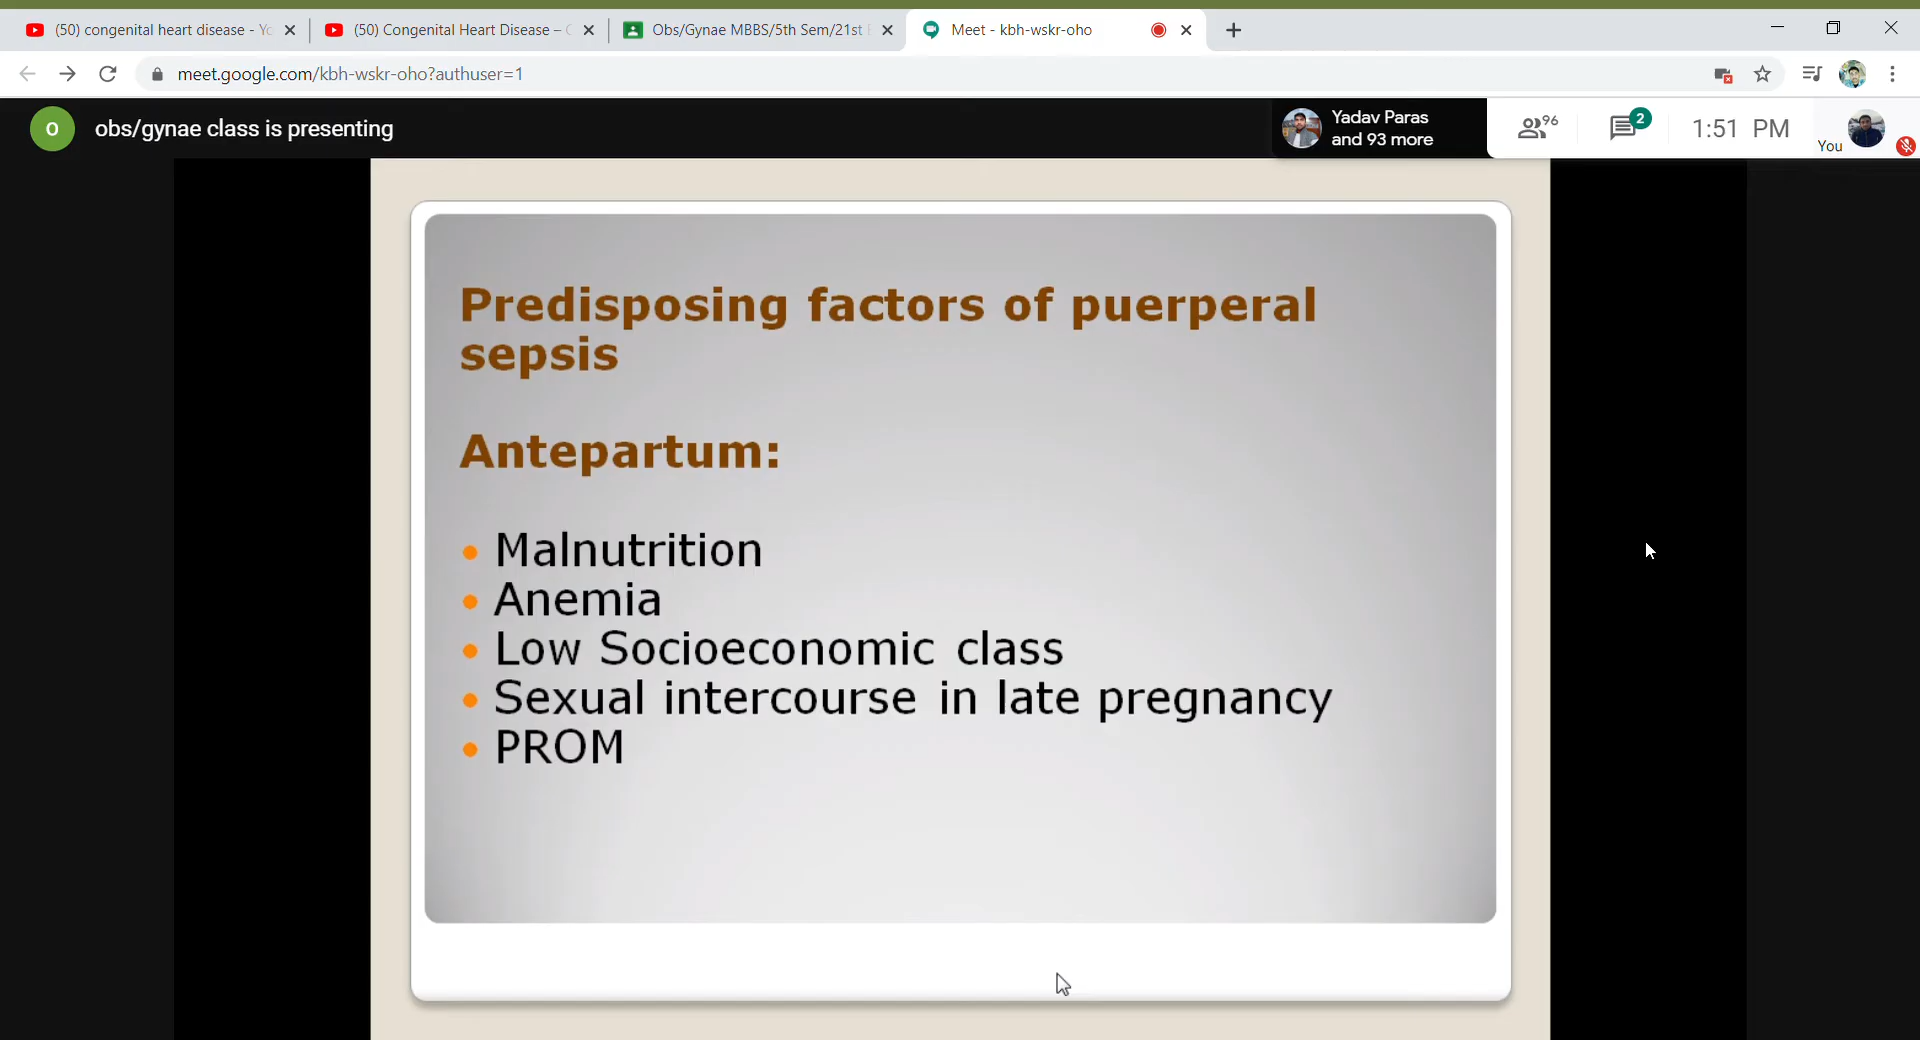 (50) congenital heart disease - Yo
(50) Congenital Heart Disease – C
Obs/Gynae MBBS/5th Sem/21st
Meet - kbh-wskr-oho
meet.google.com/kbh-wskr-oho?authuser=1
O
obs/gynae class is presenting
Yadav Paras
and 93 more
96
2
1:51 PM
You
Predisposing factors of puerperal
sepsis
Antepartum:
• Malnutrition
• Anemia
• Low Socioeconomic class
• Sexual intercourse in late pregnancy
• PROM